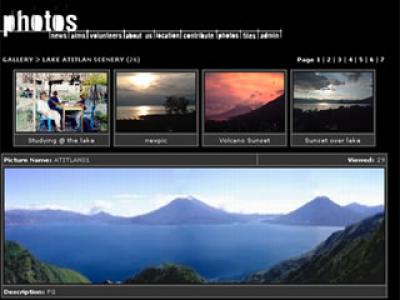 photos
news | aims | volunteers | about us | location | contribute | photos | files | admin |
GALLERY > LAKE ATITLAN SCENERY (26)
Page 1 | 2 | 3 | 4 | 5 | 6 | 7
Studying @ the lake
newpic
Volcano Sunset
Sunset over lake
Picture Name: ATITLAN01
Viewed: 29
Description: PG